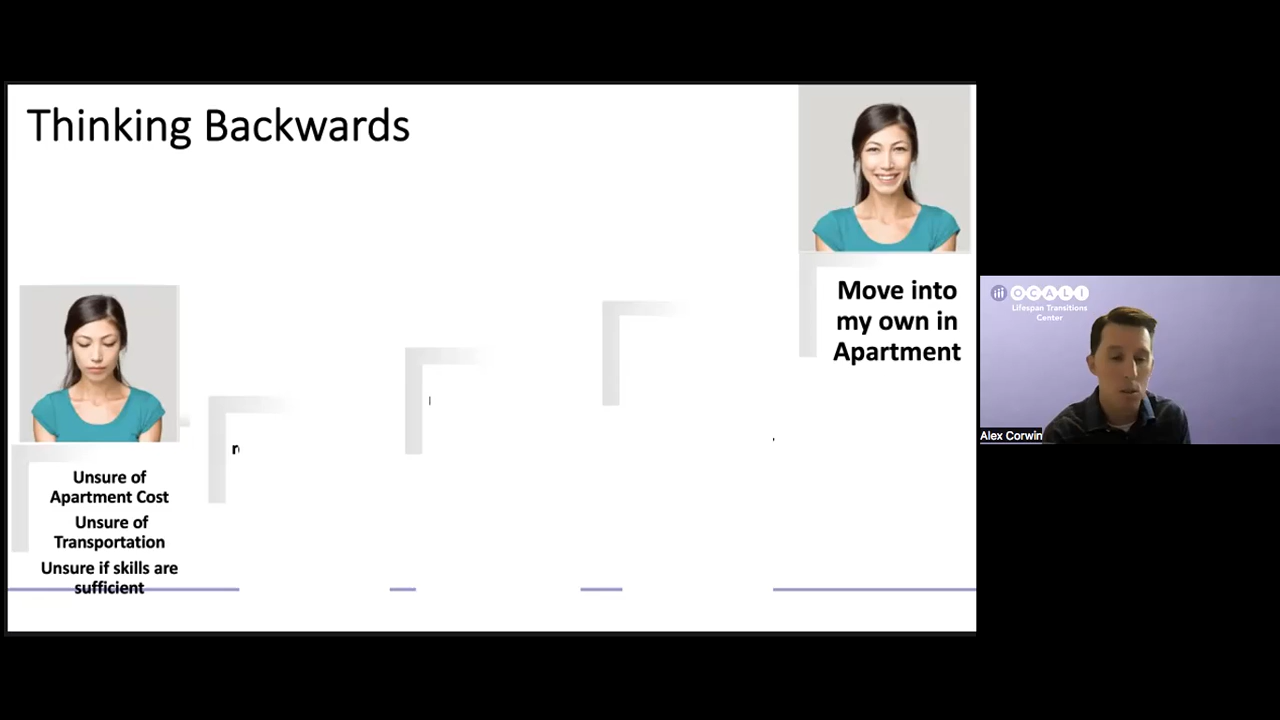 Thinking Backwards
Move into
my own in
Apartment
Unsure of
Apartment Cost
Unsure of
Transportation
Unsure if skills are
sufficient
OCALI
Lifespan Transitions
Center
Alex Corwin